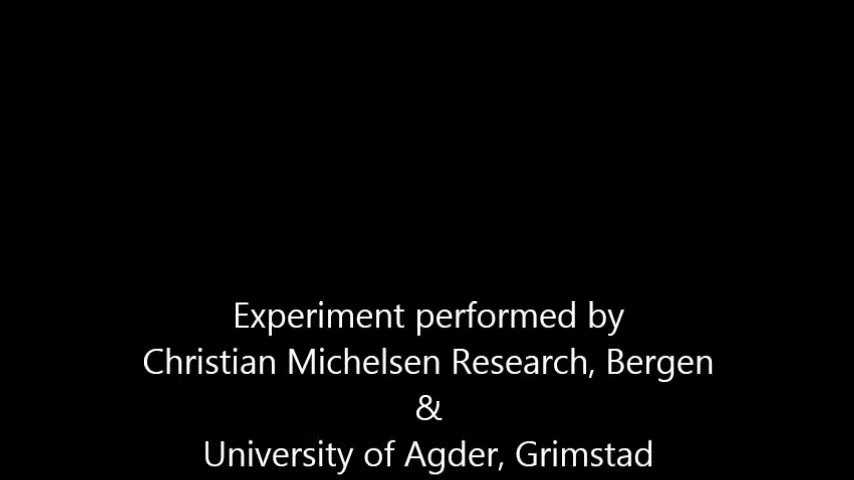 Experiment performed by
Christian Michelsen Research, Bergen
&
University of Agder, Grimstad